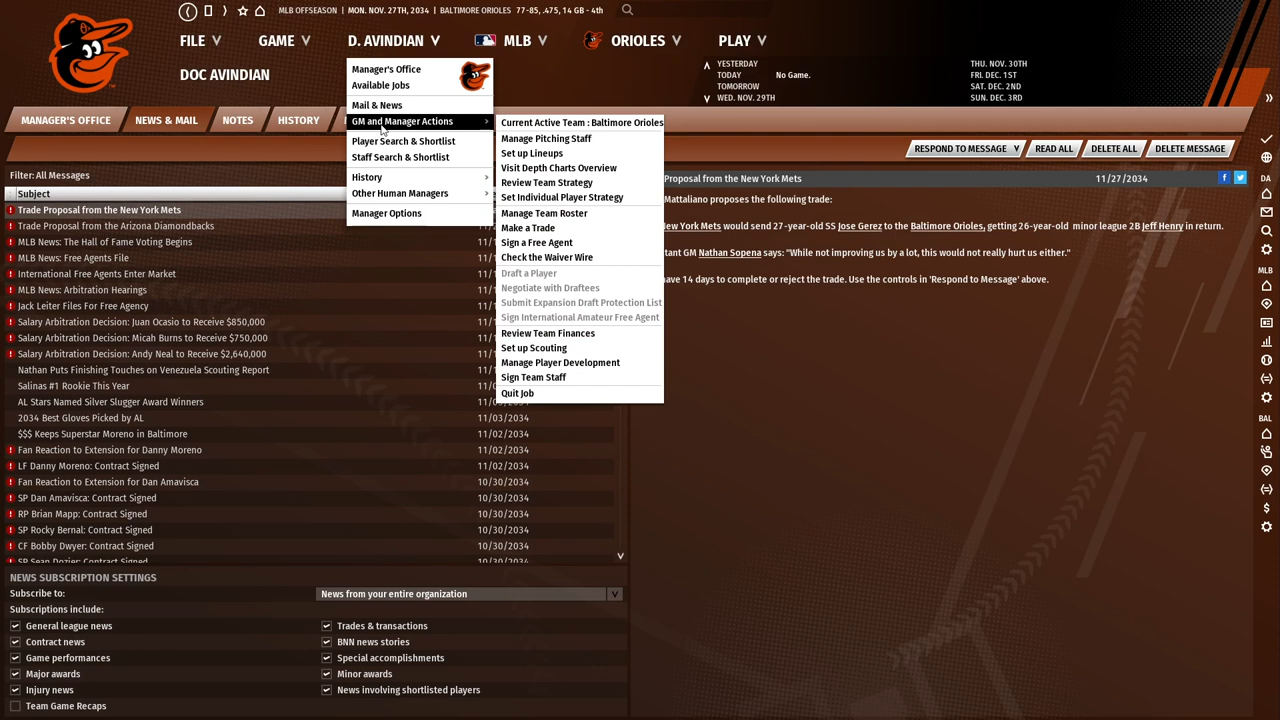 MLB OFFSEASON | MON. NOV. 27TH, 2034 | BALTIMORE ORIOLES 77-85, .475, 14 GB - 4th
FILE GAME D. AVINDIAN MLB ORIOLES PLAY
DOC AVINDIAN
YESTERDAY
TODAY No Game.
TOMORROW
WED. NOV. 29TH
THU. NOV. 30TH
FRI. DEC. 1ST
SAT. DEC. 2ND
SUN. DEC. 3RD
MANAGER'S OFFICE NEWS & MAIL NOTES HISTORY
Manager's Office
Available Jobs
Mail & News
GM and Manager Actions
Player Search & Shortlist
Staff Search & Shortlist
History
Other Human Managers
Manager Options
Current Active Team : Baltimore Orioles
Manage Pitching Staff
Set up Lineups
Visit Depth Charts Overview
Review Team Strategy
Set Individual Player Strategy
Manage Team Roster
Make a Trade
Sign a Free Agent
Check the Waiver Wire
Draft a Player
Negotiate with Draftees
Submit Expansion Draft Protection List
Sign International Amateur Free Agent
Review Team Finances
Set up Scouting
Manage Player Development
Sign Team Staff
Quit Job
RESPOND TO MESSAGE READ ALL DELETE ALL DELETE MESSAGE
Filter: All Messages
Subject
Trade Proposal from the New York Mets
Trade Proposal from the Arizona Diamondbacks
MLB News: The Hall of Fame Voting Begins
MLB News: Free Agents File
International Free Agents Enter Market
MLB News: Arbitration Hearings
Jack Leiter Files For Free Agency
Salary Arbitration Decision: Juan Ocasio to Receive $850,000
Salary Arbitration Decision: Micah Burns to Receive $750,000
Salary Arbitration Decision: Andy Neal to Receive $2,640,000
Nathan Puts Finishing Touches on Venezuela Scouting Report
Salinas #1 Rookie This Year
AL Stars Named Silver Slugger Award Winners
2034 Best Gloves Picked by AL 11/03/2034
$$$ Keeps Superstar Moreno in Baltimore 11/02/2034
Fan Reaction to Extension for Danny Moreno 11/02/2034
LF Danny Moreno: Contract Signed 11/02/2034
Fan Reaction to Extension for Dan Amavisca 10/30/2034
SP Dan Amavisca: Contract Signed 10/30/2034
RP Brian Mapp: Contract Signed 10/30/2034
SP Rocky Bernal: Contract Signed 10/30/2034
CF Bobby Dwyer: Contract Signed 10/30/2034
SP Sean Dozier: Contract Signed 10/30/2034
Proposal from the New York Mets 11/27/2034
Mattaliano proposes the following trade:
New York Mets would send 27-year-old SS Jose Gerez to the Baltimore Orioles, getting 26-year-old minor league 2B Jeff Henry in return.
tant GM Nathan Sopena says: "While not improving us by a lot, this would not really hurt us either."
ave 14 days to complete or reject the trade. Use the controls in 'Respond to Message' above.
DA
MLB
BAL
NEWS SUBSCRIPTION SETTINGS
Subscribe to: News from your entire organization
Subscriptions include:
General league news Trades & transactions
Contract news BNN news stories
Game performances Special accomplishments
Major awards Minor awards
Injury news News involving shortlisted players
Team Game Recaps